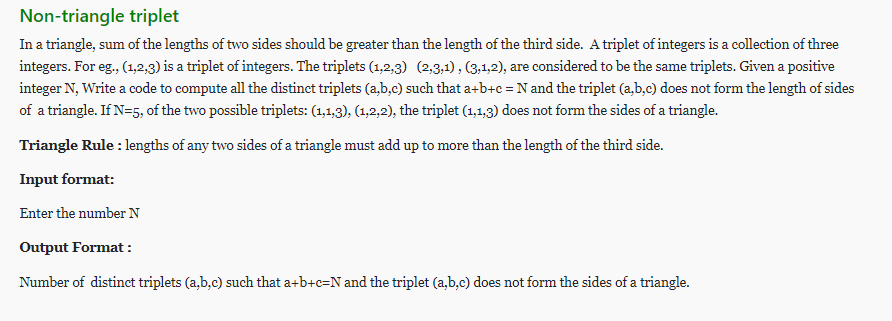 Non-triangle triplet
In a triangle, sum of the lengths of two sides should be greater than the length of the third side.  A triplet of integers is a collection of three
integers. For eg., (1,2,3) is a triplet of integers. The triplets (1,2,3)  (2,3,1) , (3,1,2), are considered to be the same triplets. Given a positive
integer N, Write a code to compute all the distinct triplets (a,b,c) such that a+b+c = N and the triplet (a,b,c) does not form the length of sides
of  a triangle. If N=5, of the two possible triplets: (1,1,3), (1,2,2), the triplet (1,1,3) does not form the sides of a triangle.
Triangle Rule : lengths of any two sides of a triangle must add up to more than the length of the third side.
Input format:
Enter the number N
Output Format :
Number of  distinct triplets (a,b,c) such that a+b+c=N and the triplet (a,b,c) does not form the sides of a triangle.